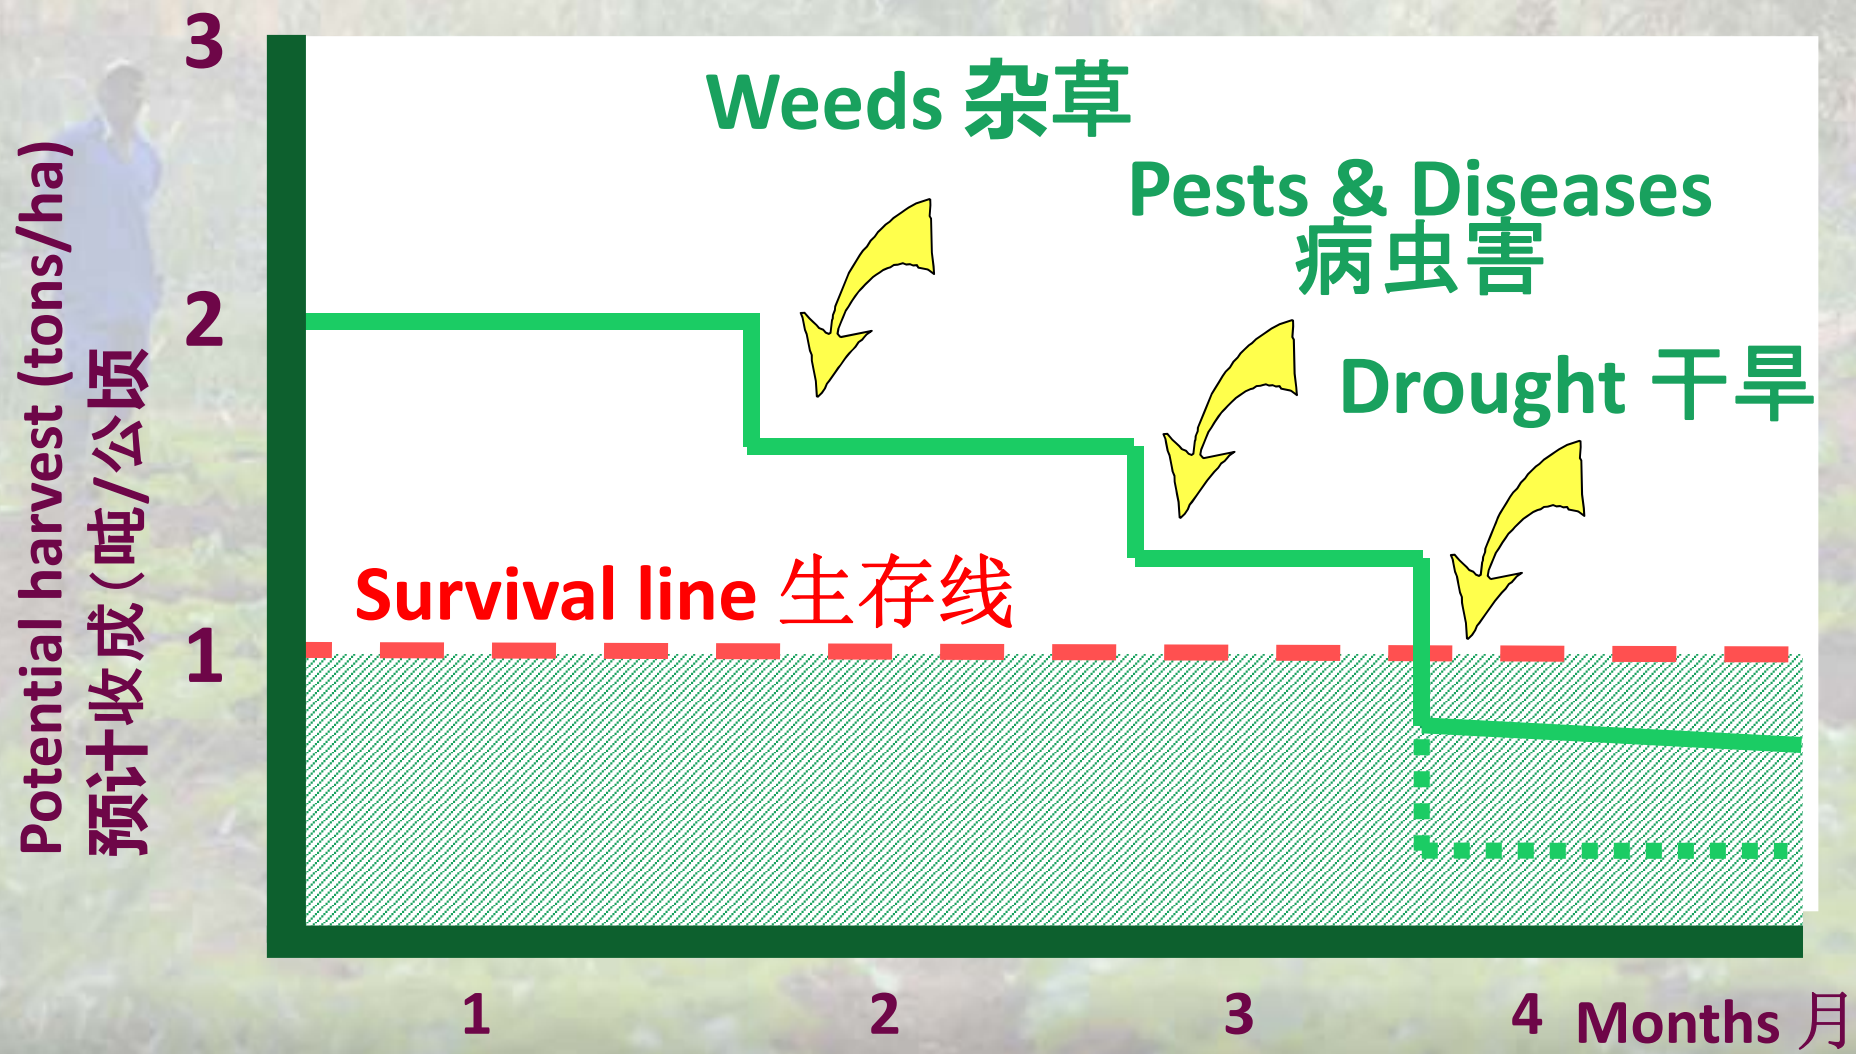 3
Weeds 杂草
Pests & Diseases
病虫害
2
Drought 干旱
Survival line 生存线
1
Potential harvest (tons/ha)
预计收成(吨/公顷
1 2 3 4 Months 月